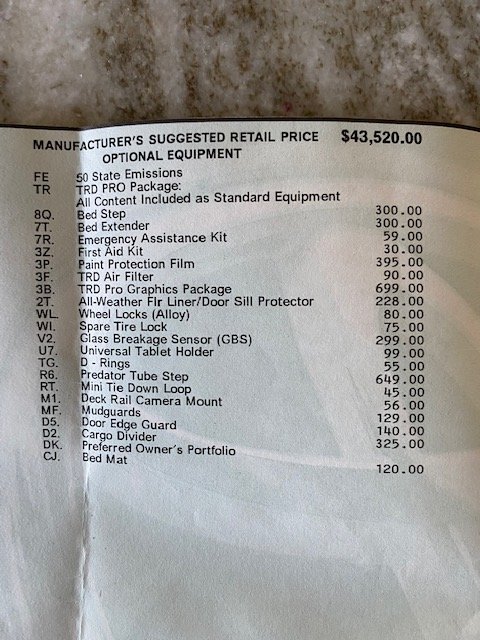 MANUFACTURER'S SUGGESTED RETAIL PRICE $43,520.00
OPTIONAL EQUIPMENT
FE 50 State Emissions
TR TRD PRO Package:
All Content Included as Standard Equipment
8Q. Bed Step 300.00
7T. Bed Extender 300.00
7R. Emergency Assistance Kit 59.00
3Z. First Aid Kit 30.00
3P. Paint Protection Film 395.00
3F. TRD Air Filter 90.00
3B. TRD Pro Graphics Package 699.00
2T. All-Weather Flr Liner/Door Sill Protector 228.00
WL. Wheel Locks (Alloy) 80.00
WI. Spare Tire Lock 75.00
V2. Glass Breakage Sensor (GBS) 299.00
U7. Universal Tablet Holder 99.00
TG. D - Rings 55.00
R6. Predator Tube Step 649.00
RT. Mini Tie Down Loop 45.00
M1. Deck Rail Camera Mount 56.00
MF. Mudguards 129.00
D5. Door Edge Guard 140.00
D2. Cargo Divider 325.00
DK. Preferred Owner's Portfolio
CJ. Bed Mat 120.00